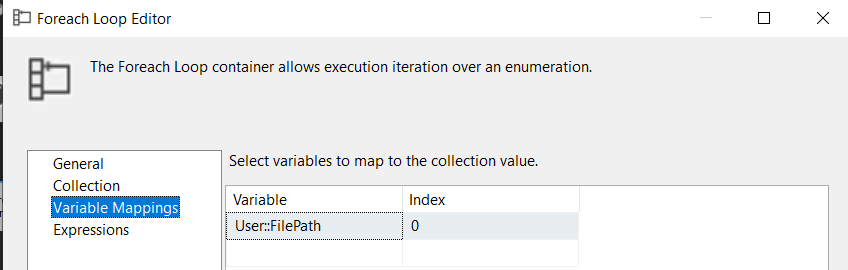 Foreach Loop Editor
The Foreach Loop container allows execution iteration over an enumeration.
General
Collection
Variable Mappings
Expressions
Select variables to map to the collection value.
Variable Index
User::FilePath 0